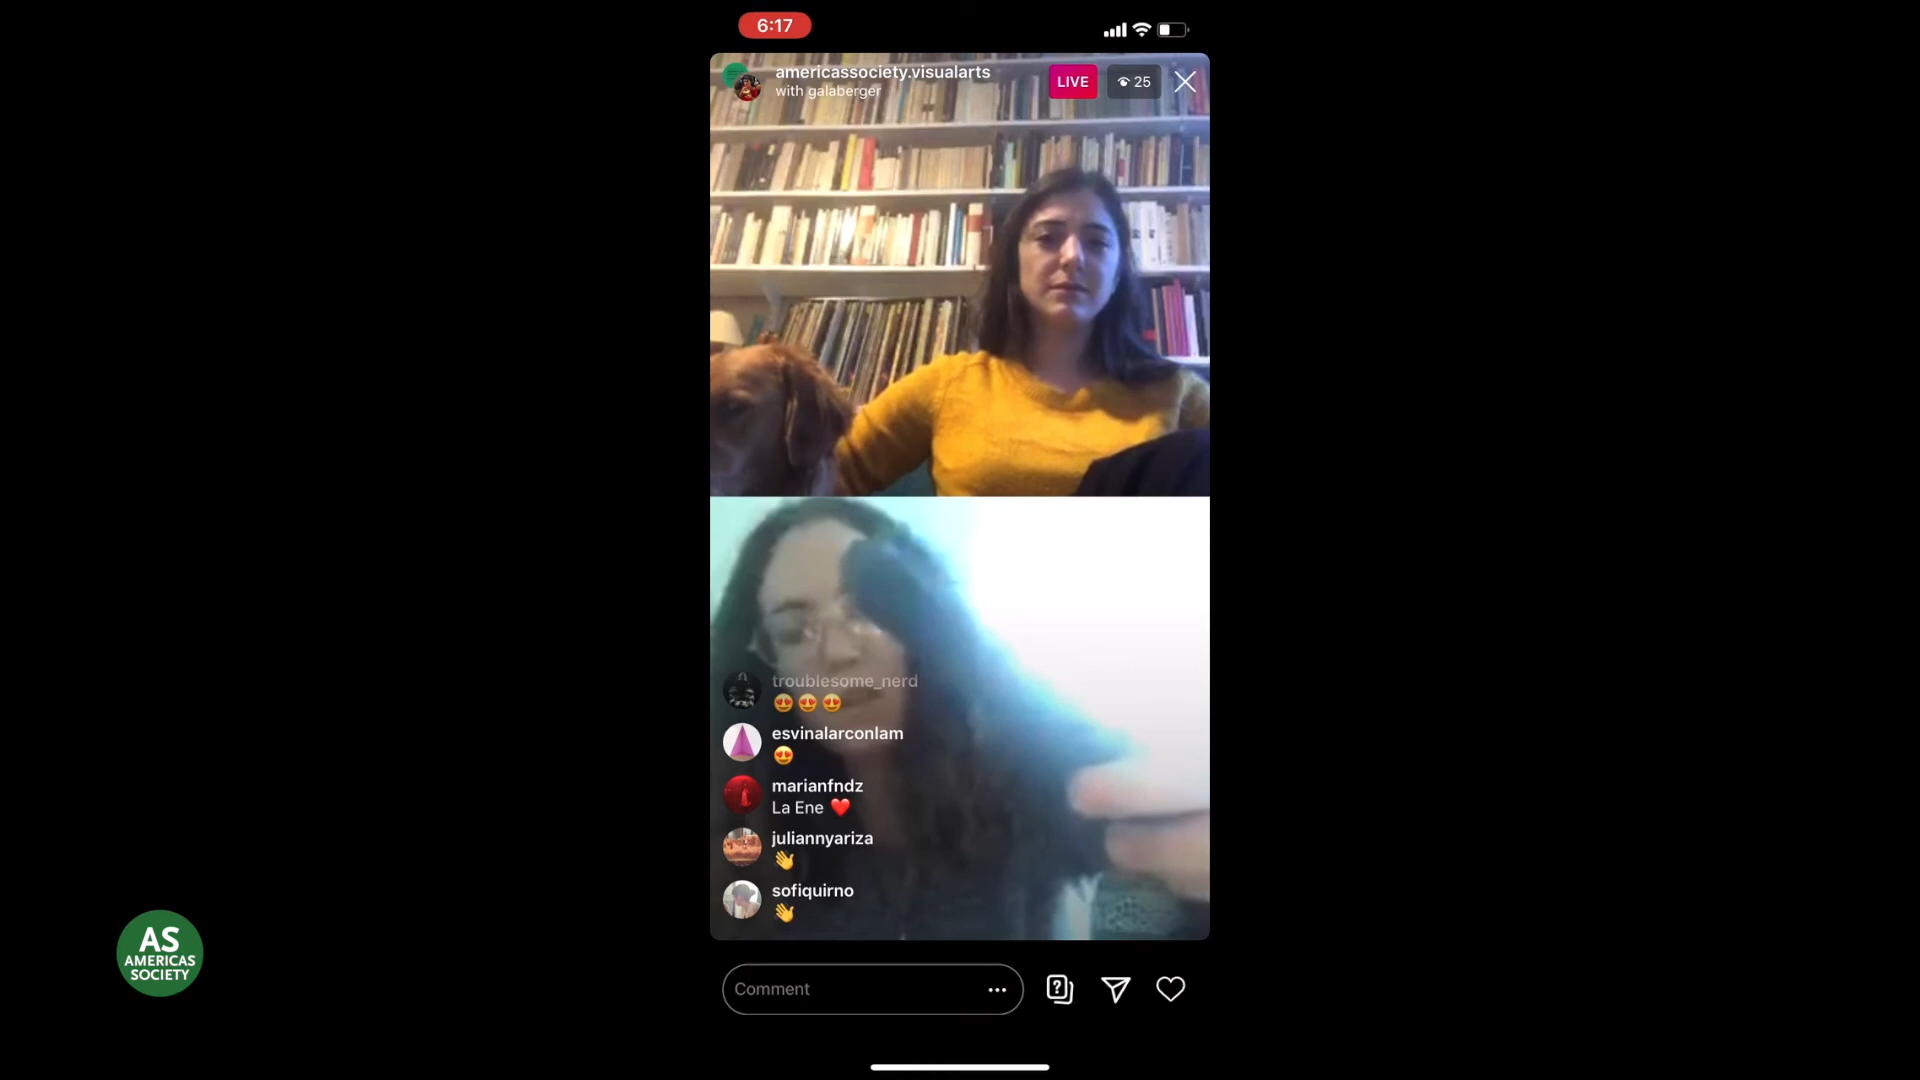 6:17
americassociety.visualarts
with galaberger
LIVE
25
troublesome_nerd
😍😍😍
esvinalarconlam
😍
marianfndz
La Ene ❤️
juliannyariza
👋
sofiquirno
👋
AS
AMERICAS
SOCIETY
Comment